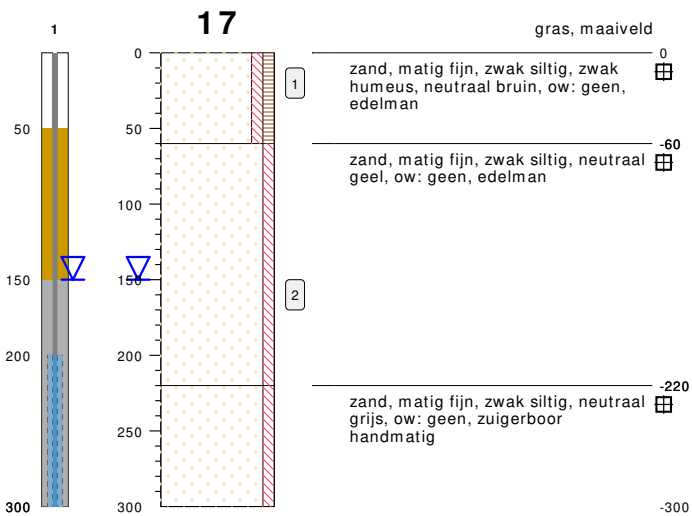 1
17
gras, maaiveld
0
0
zand, matig fijn, zwak siltig, zwak
humeus, neutraal bruin, ow: geen,
edelman
1
50
50
-60
zand, matig fijn, zwak siltig, neutraal
geel, ow: geen, edelman
100
150
150
2
200
200
-220
zand, matig fijn, zwak siltig, neutraal
grijs, ow: geen, zuigerboor
handmatig
250
250
300
300
-300